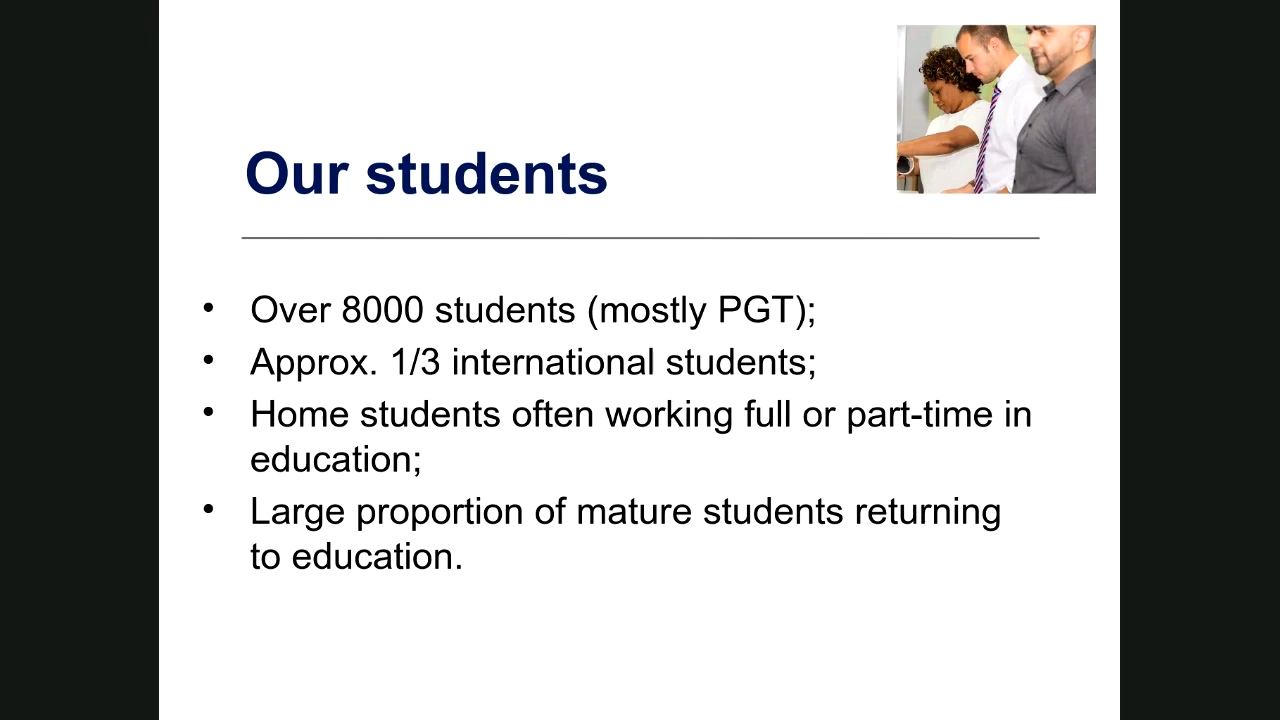 Our students
• Over 8000 students (mostly PGT);
• Approx. 1/3 international students;
• Home students often working full or part-time in
education;
• Large proportion of mature students returning
to education.